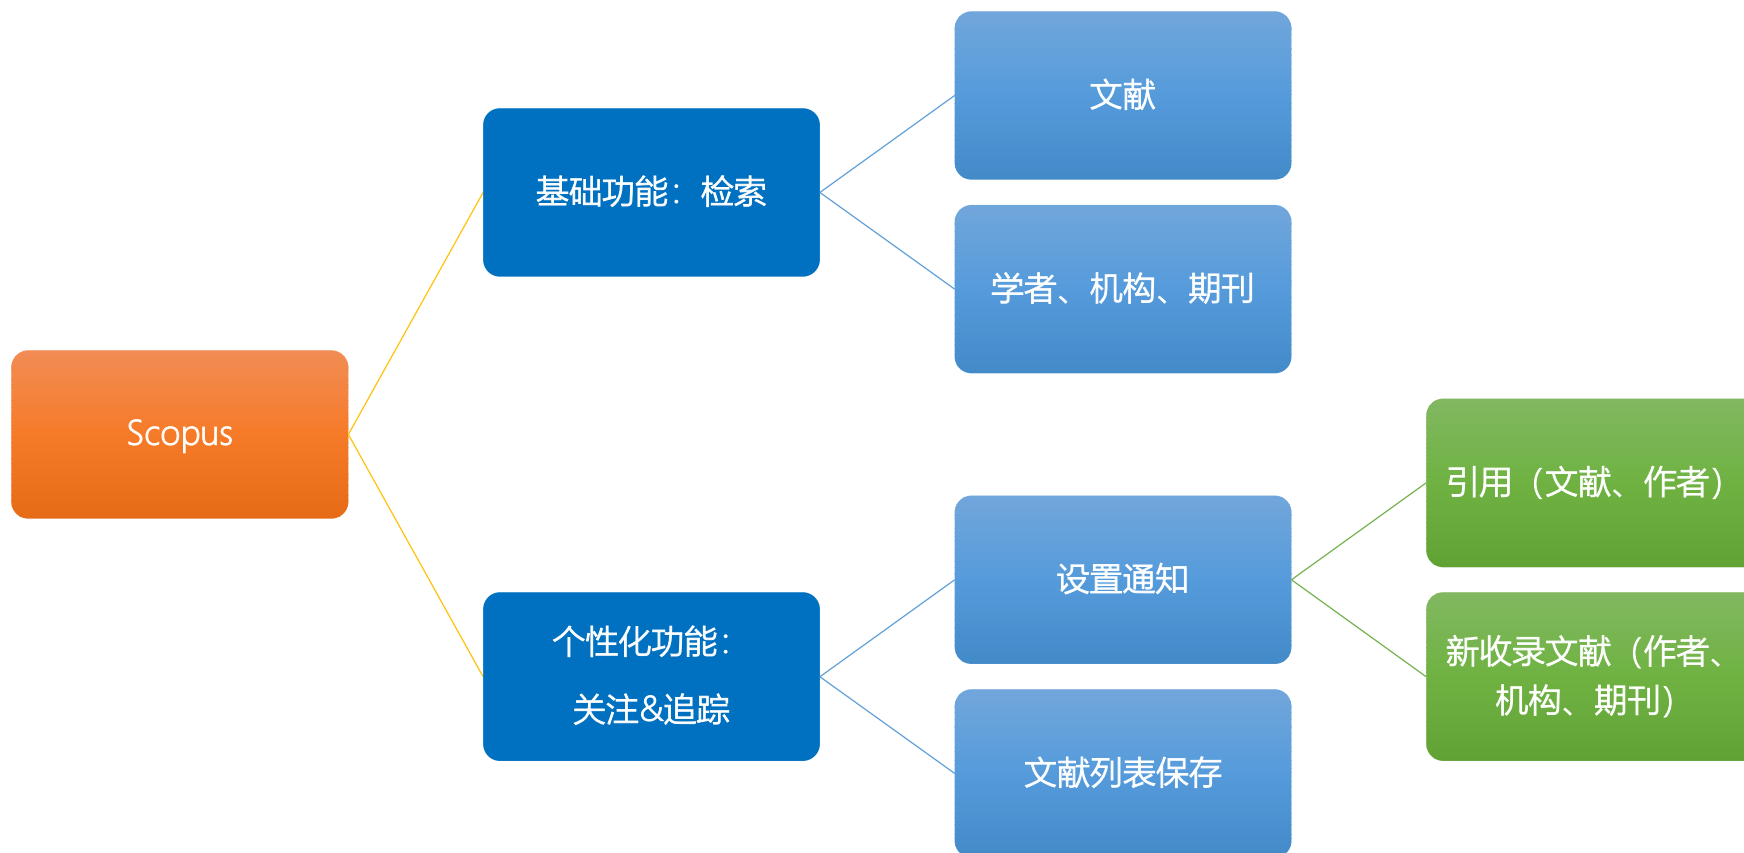 Scopus
基础功能：检索
文献
学者、机构、期刊
个性化功能：
关注&追踪
设置通知
引用（文献、作者）
新收录文献（作者、
机构、期刊）
文献列表保存